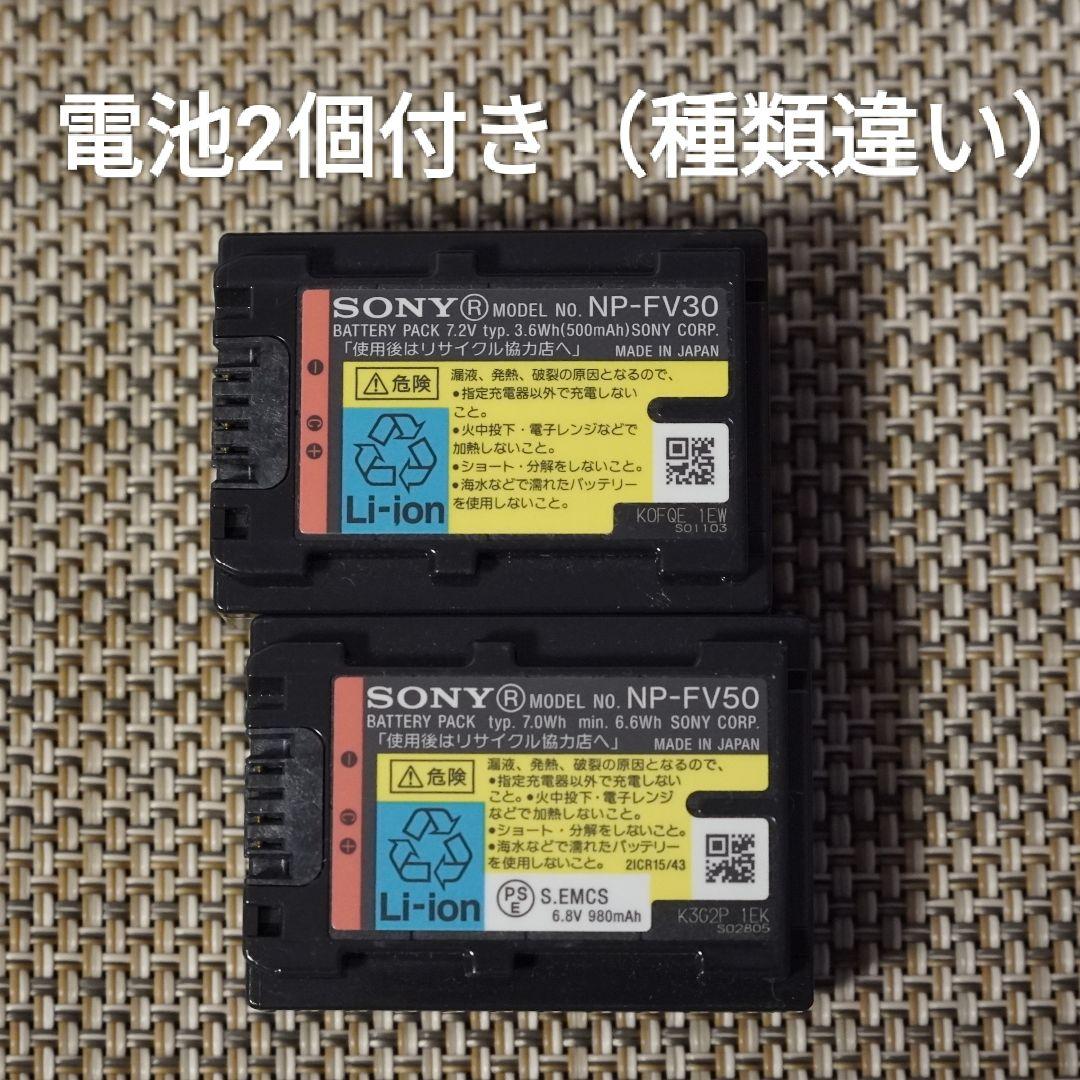 電池2個付き（種類違い）
SONY® MODEL NO. NP-FV30
BATTERY PACK 7.2V typ. 3.6Wh(500mAh)SONY CORP.
「使用後はリサイクル協力店へ」 MADE IN JAPAN
⚠危険
漏液、発熱、破裂の原因となるので、
•指定充電器以外で充電しない
こと。
•火中投下・電子レンジなどで
加熱しないこと。
•ショート・分解をしないこと。
•海水などで濡れたバッテリー
を使用しないこと。
− C +
Li-ion
K0FQE 1EW
S01103
SONY® MODEL NO. NP-FV50
BATTERY PACK typ. 7.0Wh min. 6.6Wh SONY CORP.
「使用後はリサイクル協力店へ」 MADE IN JAPAN
⚠危険
漏液、発熱、破裂の原因となるので、
•指定充電器以外で充電しない
こと。•火中投下・電子レンジ
などで加熱しないこと。
•ショート・分解をしないこと。
•海水などで濡れたバッテリー
を使用しないこと。 2ICR15/43
− C +
Li-ion
PSE S.EMCS
6.8V 980mAh
K3G2P 1EK
S02805